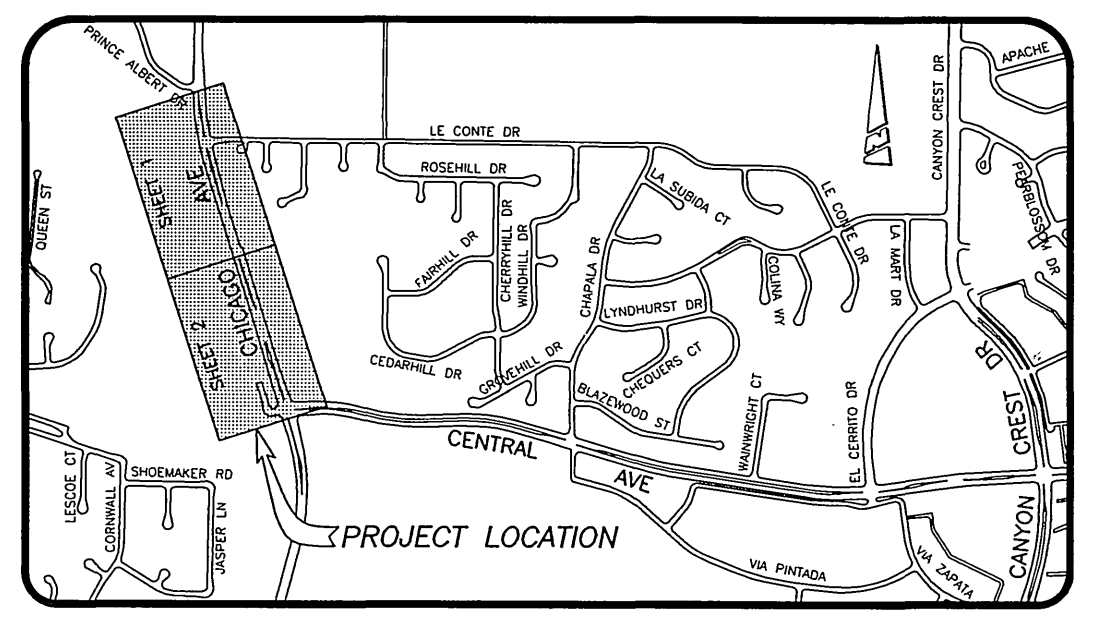 PRINCE ALBERT DR
APACHE
CANYON CREST DR
LE CONTE DR
ROSEHILL DR
SHEET 1
AVE
QUEEN ST
LA SUBIDA CT
LE CONTE DR
PEARBLOSSOM DR
CHERRYHILL DR
WINDHILL DR
FAIRHILL DR
CHAPALA DR
COLINA WY
LA MART DR
LYNDHURST DR
SHEET 2
CHICAGO
CEDARHILL DR
GROVEHILL DR
CHEQUERS CT
BLAZEWOOD ST
WAINWRIGHT CT
EL CERRITO DR
CANYON CREST DR
CENTRAL AVE
LESCOE CT
CORNWALL AV
SHOEMAKER RD
JASPER LN
PROJECT LOCATION
VIA PINTADA
VIA ZAPATA